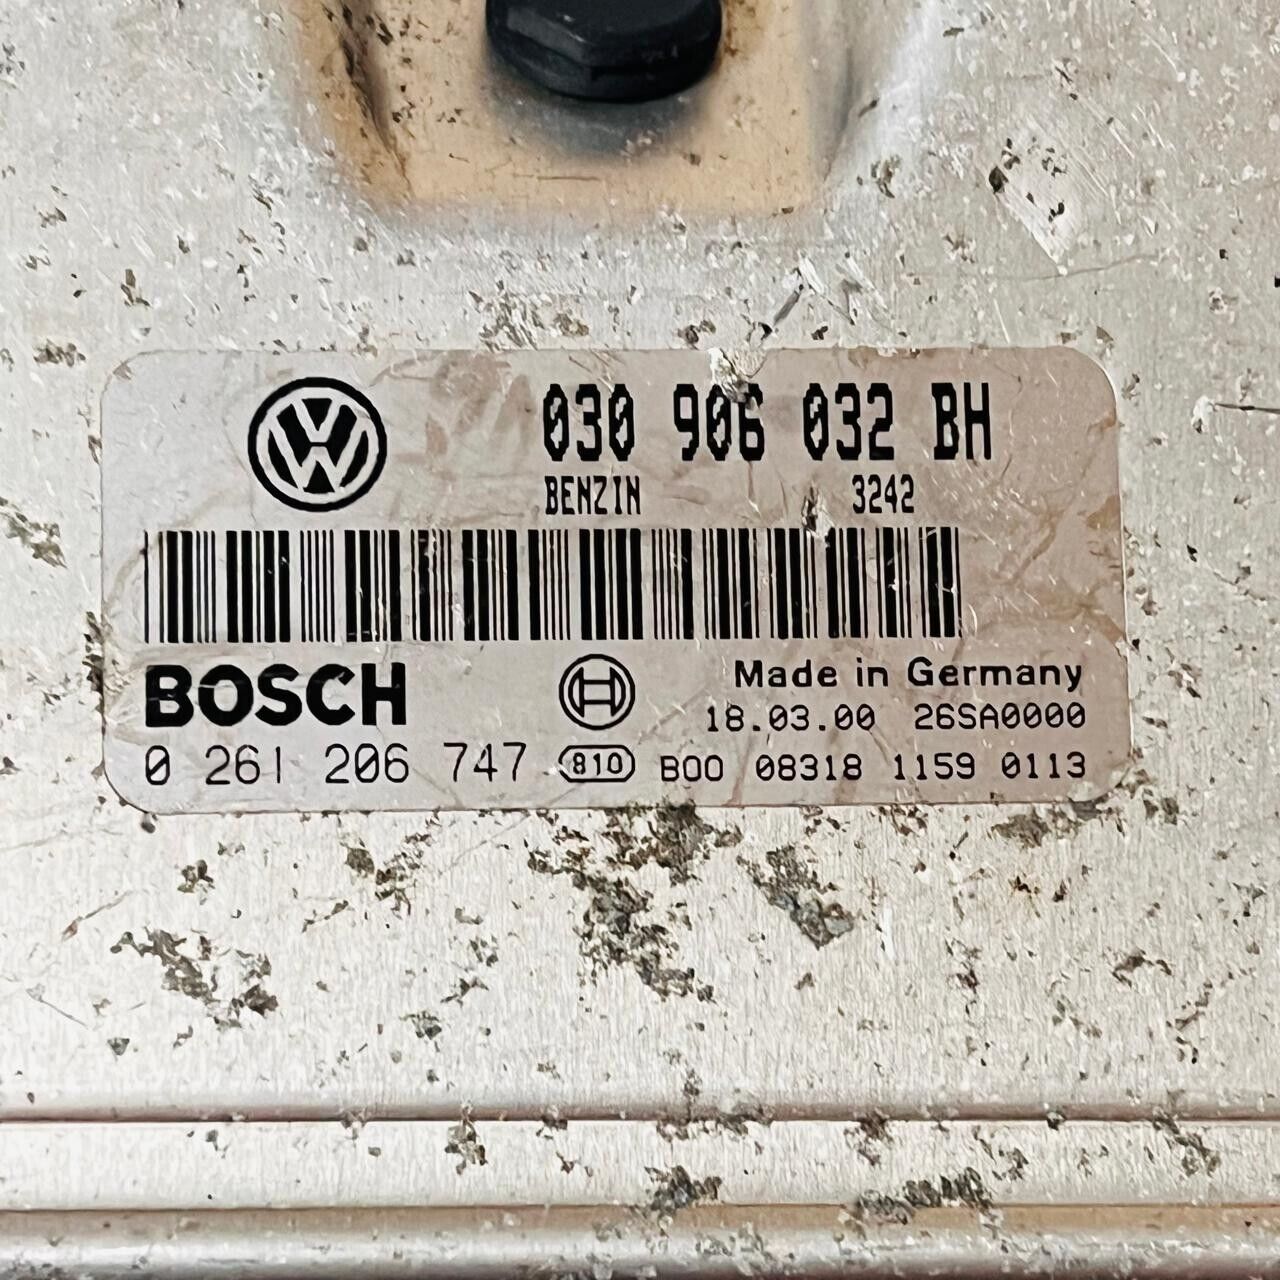 030 906 032 BH
BENZIN 3242
BOSCH
Made in Germany
18.03.00 26SA0000
0 261 206 747 810 B00 08318 1159 0113